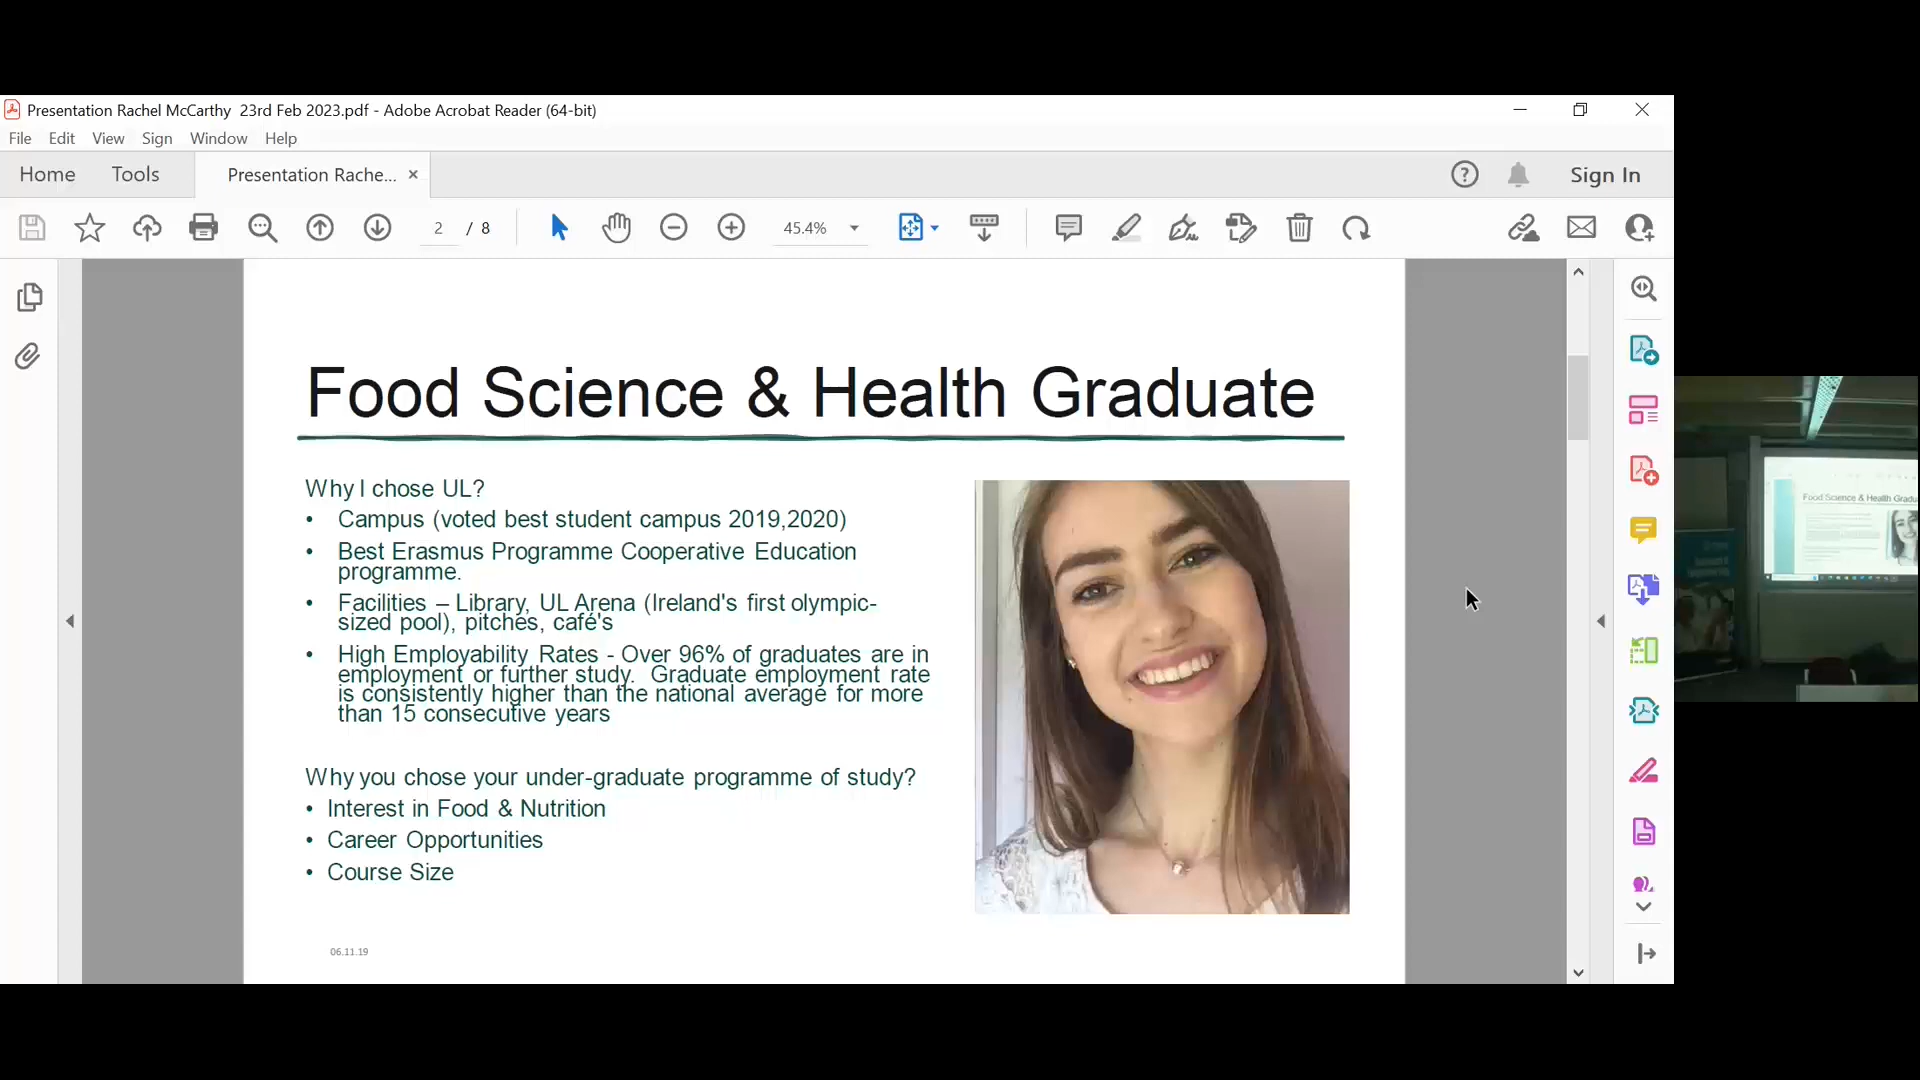 Presentation Rachel McCarthy 23rd Feb 2023.pdf - Adobe Acrobat Reader (64-bit)
File Edit View Sign Window Help
Home Tools Presentation Rache... × Sign In
2 / 8 45.4%
Food Science & Health Graduate
Why I chose UL?
• Campus (voted best student campus 2019,2020)
• Best Erasmus Programme Cooperative Education
programme.
• Facilities – Library, UL Arena (Ireland's first olympic-
sized pool), pitches, café's
• High Employability Rates - Over 96% of graduates are in
employment or further study. Graduate employment rate
is consistently higher than the national average for more
than 15 consecutive years
Why you chose your under-graduate programme of study?
• Interest in Food & Nutrition
• Career Opportunities
• Course Size
06.11.19
Food Science & Health Gradu